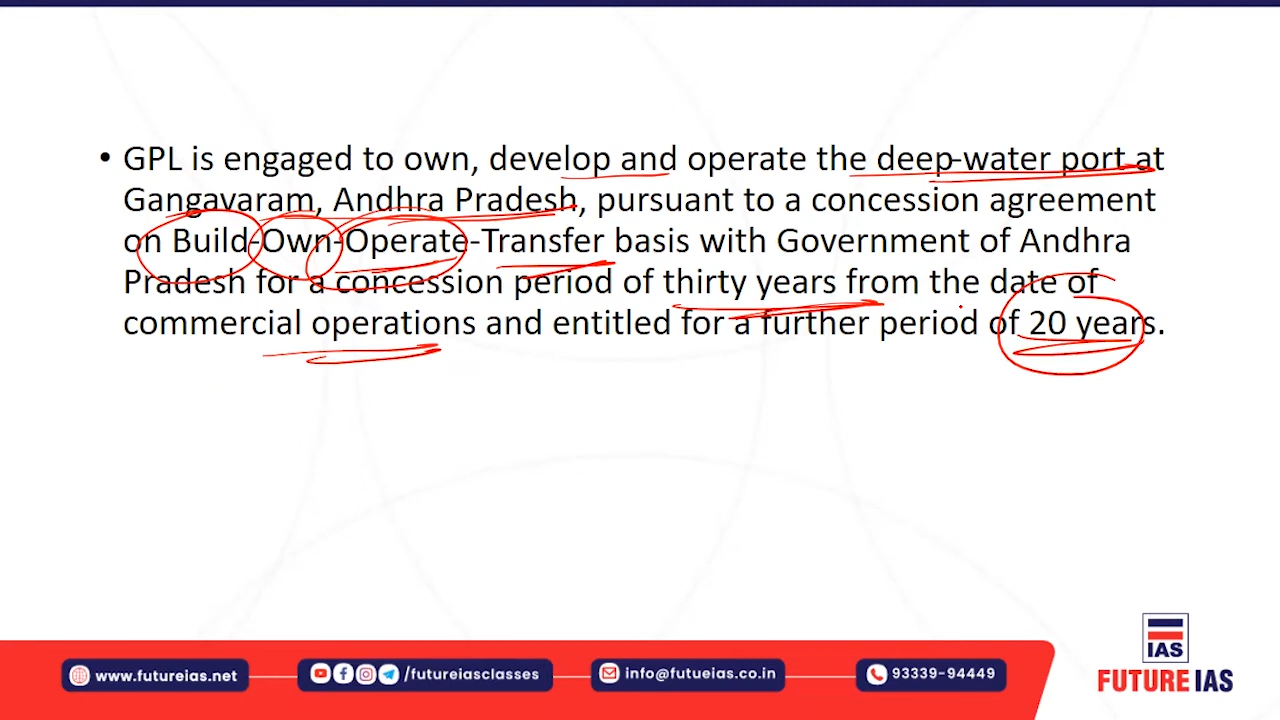 • GPL is engaged to own, develop and operate the deep-water port at
Gangavaram, Andhra Pradesh, pursuant to a concession agreement
on Build-Own-Operate-Transfer basis with Government of Andhra
Pradesh for a concession period of thirty years from the date of
commercial operations and entitled for a further period of 20 years.
IAS
FUTURE IAS
www.futureias.net
/futureiasclasses
info@futueias.co.in
93339-94449